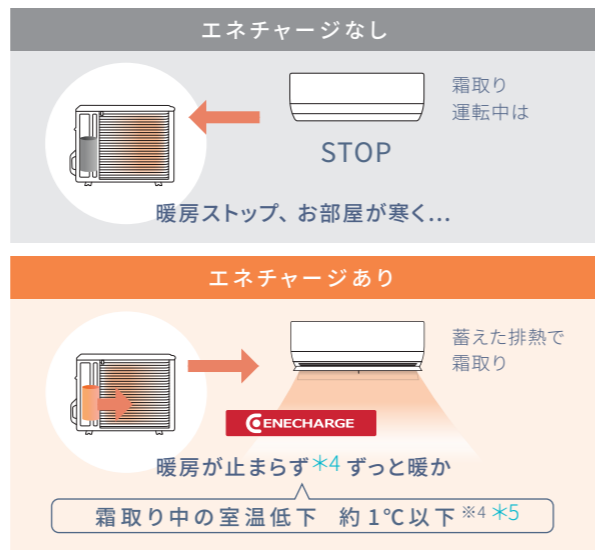 エネチャージなし
霜取り
運転中は
STOP
暖房ストップ、お部屋が寒く…
エネチャージあり
蓄えた排熱で
霜取り
ENECHARGE
暖房が止まらず＊4 ずっと暖か
霜取り中の室温低下　約1℃以下※4＊5